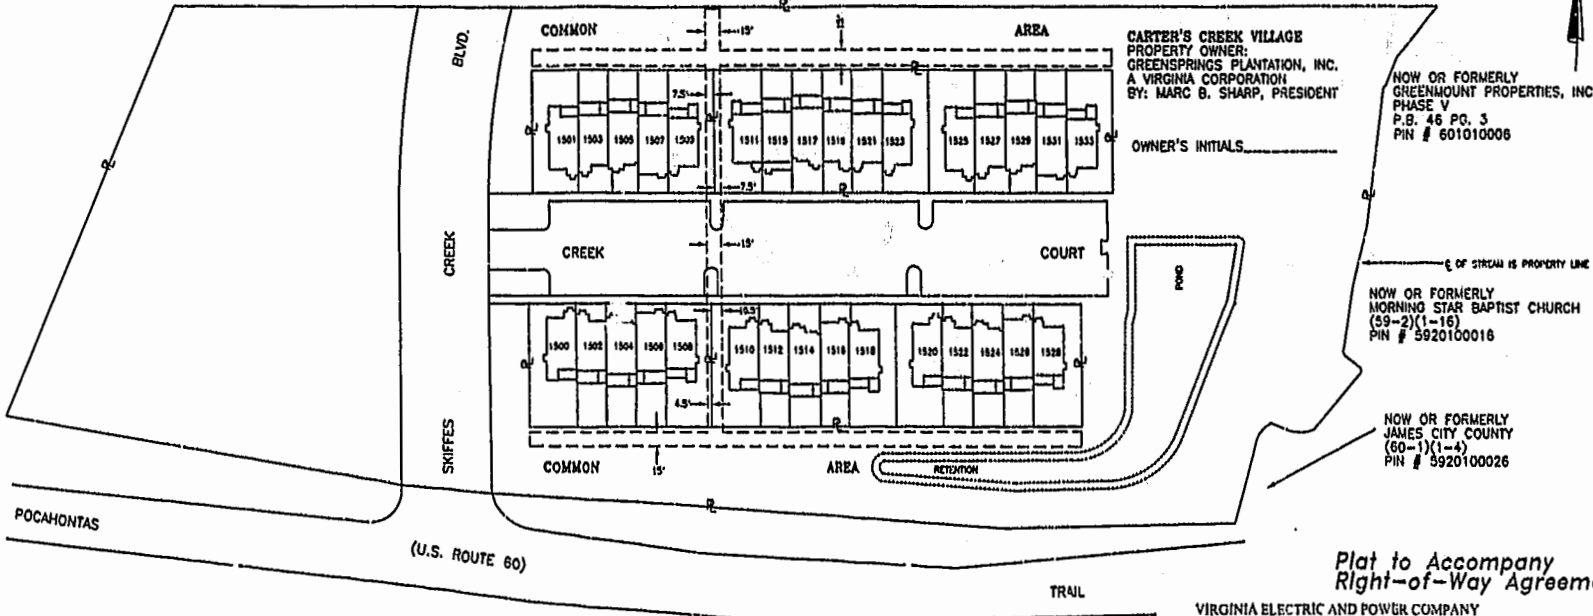 COMMON
15'
AREA
BLVD.
CARTER'S CREEK VILLAGE
PROPERTY OWNER:
GREENSPRINGS PLANTATION, INC.
A VIRGINIA CORPORATION
BY: MARC B. SHARP, PRESIDENT
OWNER'S INITIALS
NOW OR FORMERLY
GREENMOUNT PROPERTIES, INC
PHASE V
P.B. 46 PG. 3
PIN # 601010006
7.5'
1501 1503 1505 1507 1509
1511 1515 1517 1519 1521 1523
1525 1527 1529 1531 1533
7.5'
15'
CREEK
CREEK
COURT
POND
℄ OF STREAM IS PROPERTY LINE
NOW OR FORMERLY
MORNING STAR BAPTIST CHURCH
(59-2)(1-16)
PIN # 5920100016
10.5'
1500 1502 1504 1506 1508
1510 1512 1514 1516 1518
1520 1522 1524 1526 1528
4.5'
SKIFFES
COMMON
15'
AREA
RETENTION
NOW OR FORMERLY
JAMES CITY COUNTY
(60-1)(1-4)
PIN # 5920100026
POCAHONTAS
(U.S. ROUTE 60)
TRAIL
Plat to Accompany
Right-of-Way Agreem
VIRGINIA ELECTRIC AND POWER COMPANY